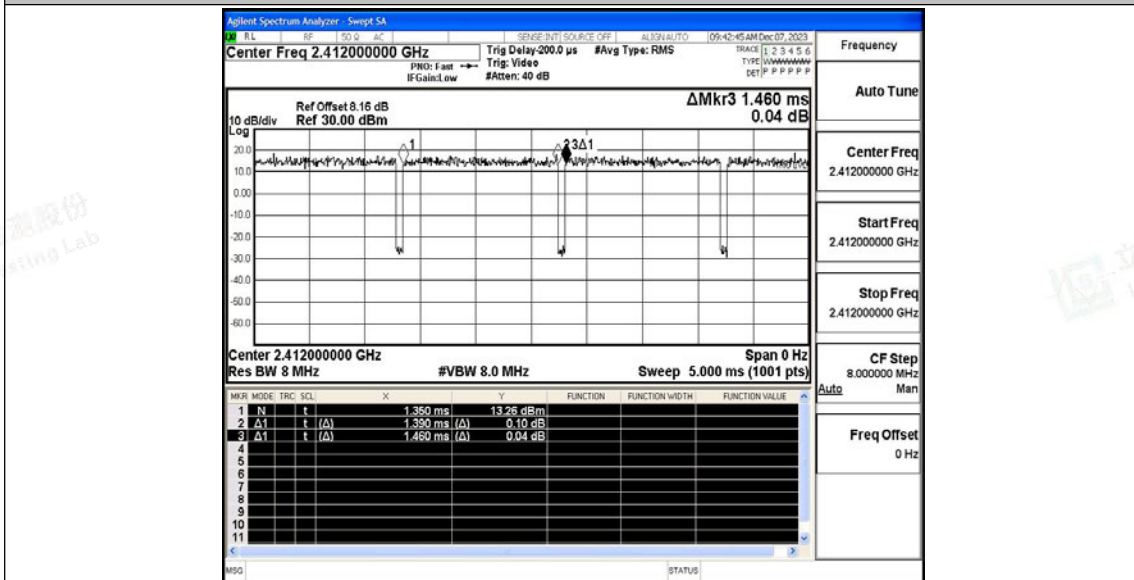 Agilent Spectrum Analyzer - Swept SA
RL RF 50 Ω AC SENSE:INT SOURCE OFF ALIGNAUTO 09:42:45 AM Dec 07, 2023
Center Freq 2.412000000 GHz
PNO: Fast
IFGain:Low
Trig Delay-200.0 µs #Avg Type: RMS
Trig: Video
#Atten: 40 dB
TRACE 1 2 3 4 5 6
TYPE
DET P P P P P P
Frequency
Auto Tune
Center Freq
2.412000000 GHz
Start Freq
2.412000000 GHz
Stop Freq
2.412000000 GHz
CF Step
8.000000 MHz
Auto Man
Freq Offset
0 Hz
ΔMkr3 1.460 ms
0.04 dB
Ref Offset 8.16 dB
10 dB/div Ref 30.00 dBm
Log
20.0
10.0
0.00
-10.0
-20.0
-30.0
-40.0
-50.0
-60.0
1
2 3Δ1
Center 2.412000000 GHz Span 0 Hz
Res BW 8 MHz #VBW 8.0 MHz Sweep 5.000 ms (1001 pts)
MKR MODE TRC SCL X Y FUNCTION FUNCTION WIDTH FUNCTION VALUE
1 N t 1.350 ms 13.26 dBm
2 Δ1 t (Δ) 1.390 ms (Δ) 0.10 dB
3 Δ1 t (Δ) 1.460 ms (Δ) 0.04 dB
4
5
6
7
8
9
10
11
MSG STATUS
股份
sting Lab